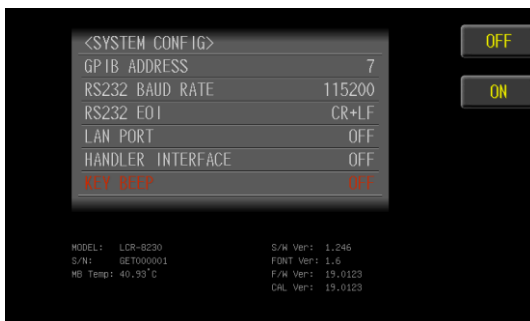 <SYSTEM CONFIG>
GPIB ADDRESS 7
RS232 BAUD RATE 115200
RS232 EOI CR+LF
LAN PORT OFF
HANDLER INTERFACE OFF
KEY BEEP OFF
OFF
ON
MODEL: LCR-8230
S/N: GET000001
MB Temp: 40.93°C
S/W Ver: 1.246
FONT Ver: 1.6
F/W Ver: 19.0123
CAL Ver: 19.0123